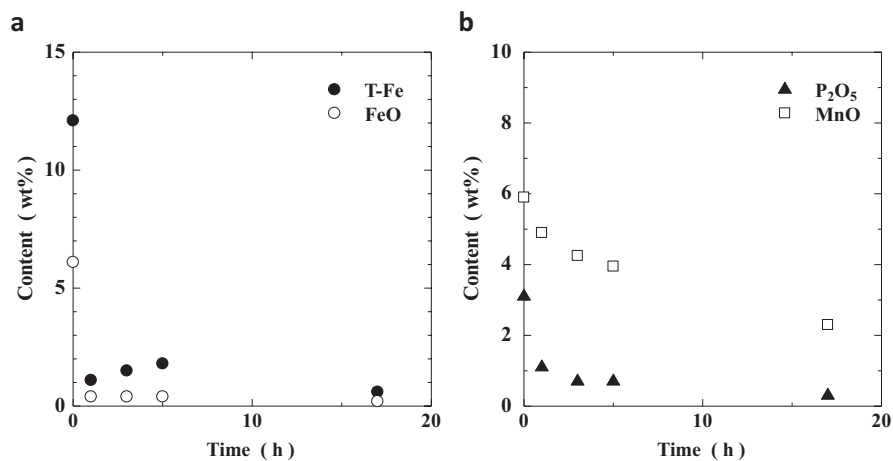 a
15
10
5
0
0
10
20
Content ( wt% )
Time ( h )
T-Fe
FeO
b
10
8
6
4
2
0
0
10
20
Content ( wt% )
Time ( h )
P₂O₅
MnO